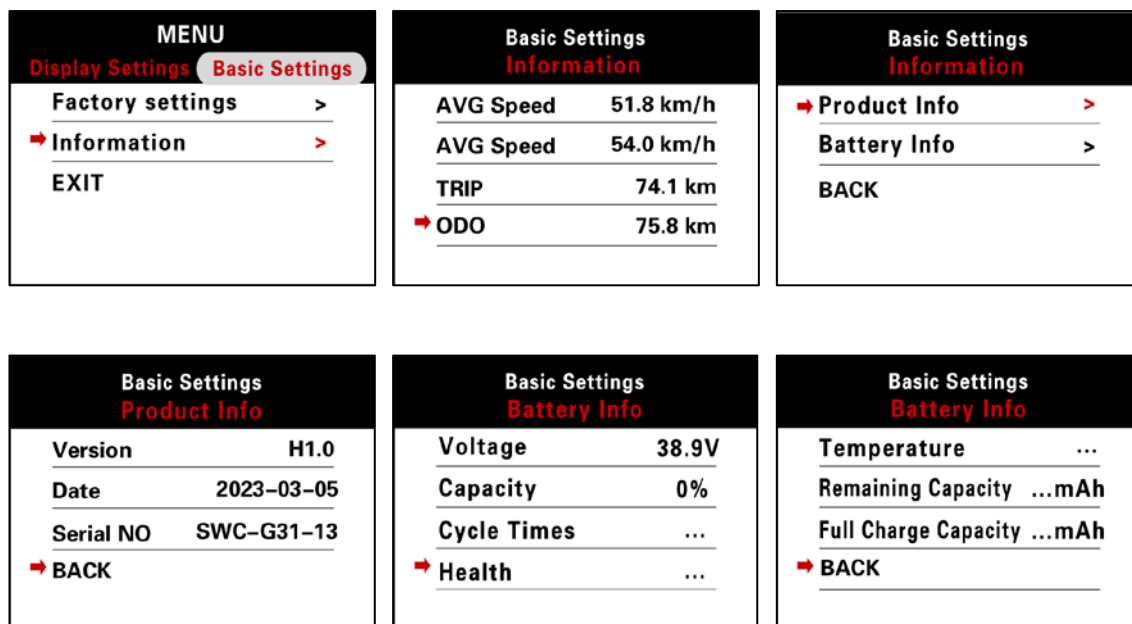 MENU
Display Settings Basic Settings
Factory settings >
Information >
EXIT
Basic Settings
Information
AVG Speed 51.8 km/h
AVG Speed 54.0 km/h
TRIP 74.1 km
ODO 75.8 km
Basic Settings
Information
Product Info >
Battery Info >
BACK
Basic Settings
Product Info
Version H1.0
Date 2023-03-05
Serial NO SWC-G31-13
BACK
Basic Settings
Battery Info
Voltage 38.9V
Capacity 0%
Cycle Times ...
Health ...
Basic Settings
Battery Info
Temperature ...
Remaining Capacity ...mAh
Full Charge Capacity ...mAh
BACK